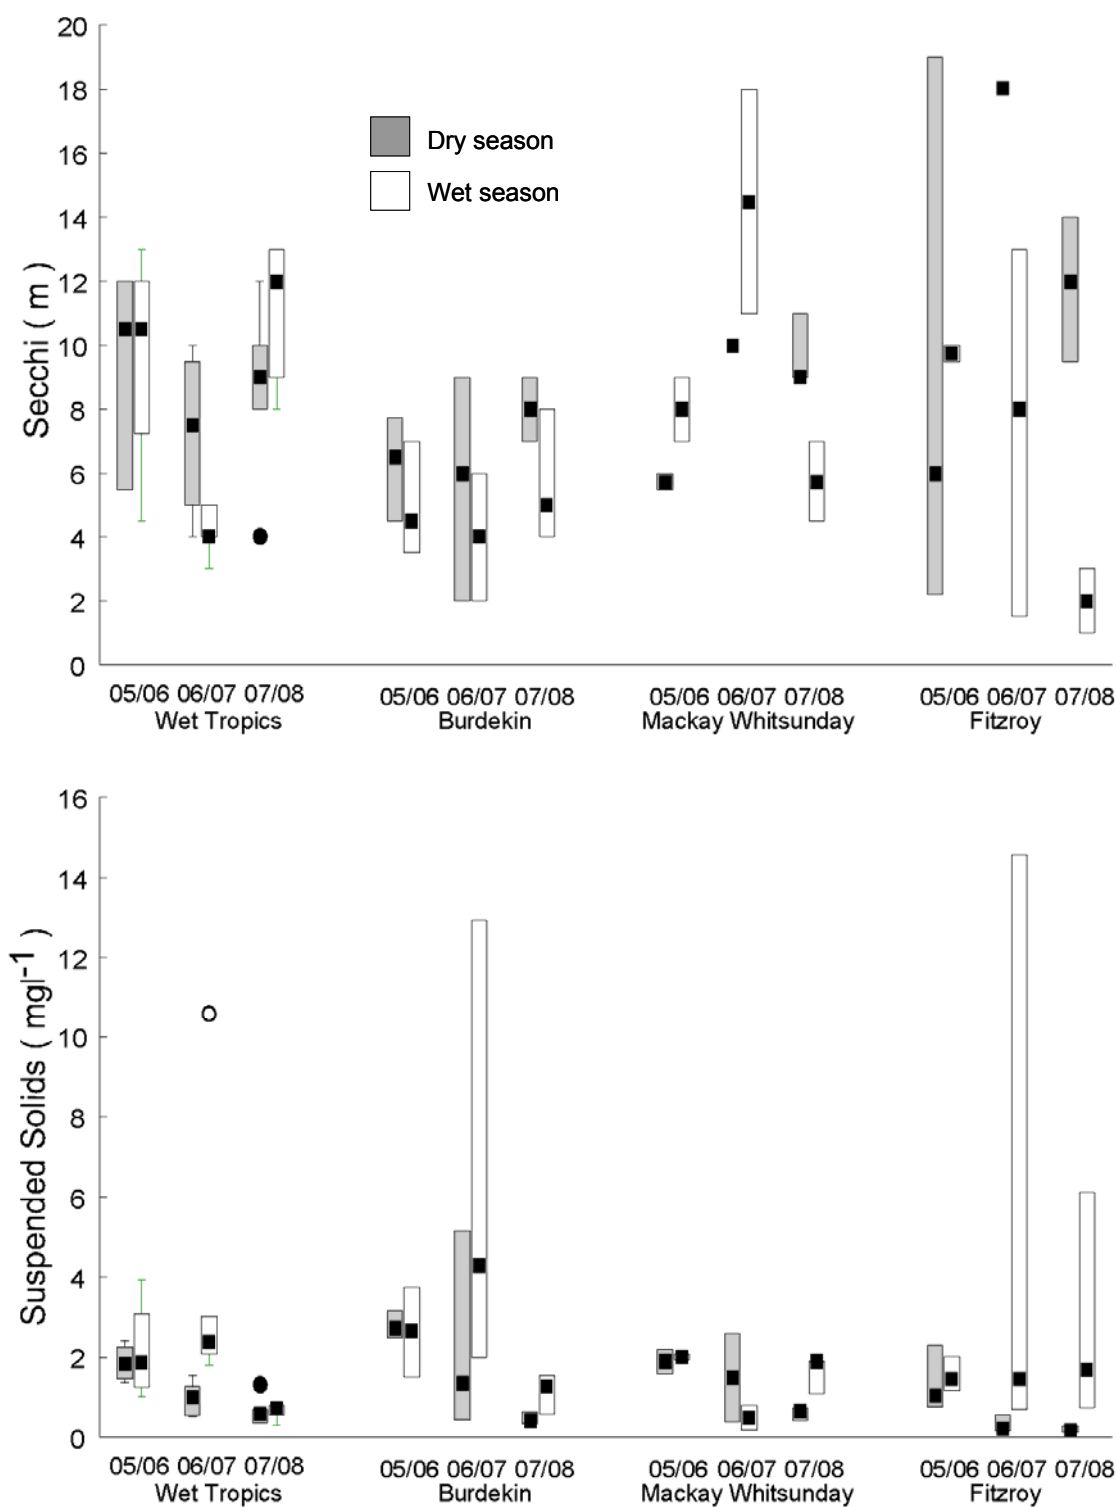 20
18
16
14
12
10
8
6
4
2
0
Secchi ( m )
Dry season
Wet season
05/06 06/07 07/08 05/06 06/07 07/08 05/06 06/07 07/08 05/06 06/07 07/08
Wet Tropics Burdekin Mackay Whitsunday Fitzroy
16
14
12
10
8
6
4
2
0
Suspended Solids ( mgl-1 )
05/06 06/07 07/08 05/06 06/07 07/08 05/06 06/07 07/08 05/06 06/07 07/08
Wet Tropics Burdekin Mackay Whitsunday Fitzroy